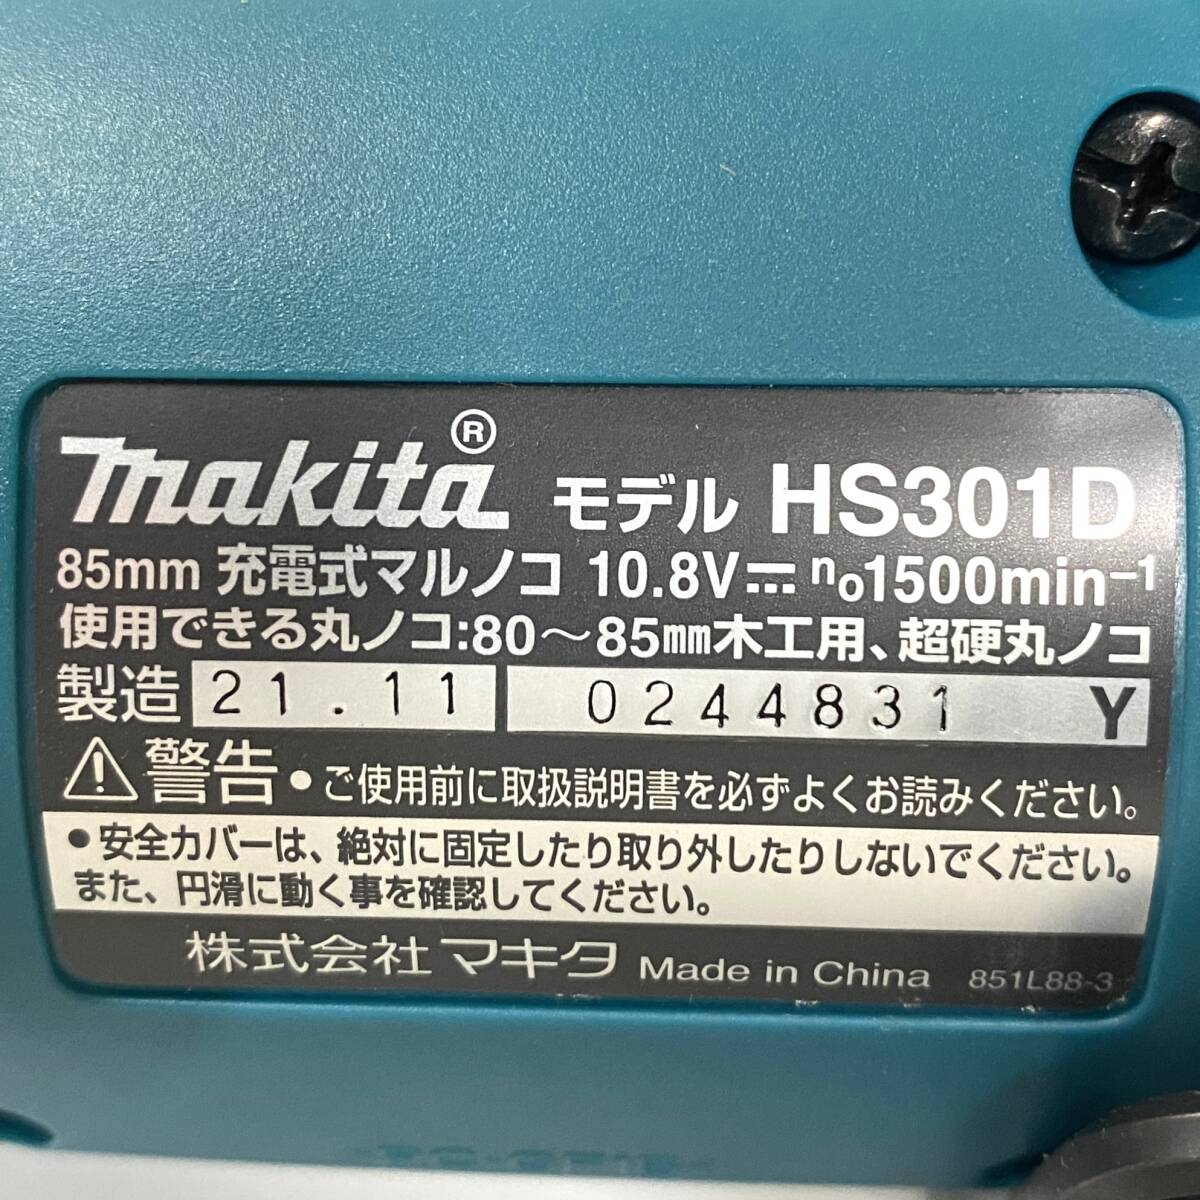 makita® モデル HS301D
85mm 充電式マルノコ 10.8V⎓ no1500min-1
使用できる丸ノコ:80〜85mm木工用、超硬丸ノコ
製造 21.11 0244831 Y
⚠警告 ●ご使用前に取扱説明書を必ずよくお読みください。
●安全カバーは、絶対に固定したり取り外したりしないでください。
また、円滑に動く事を確認してください。
株式会社マキタ Made in China 851L88-3